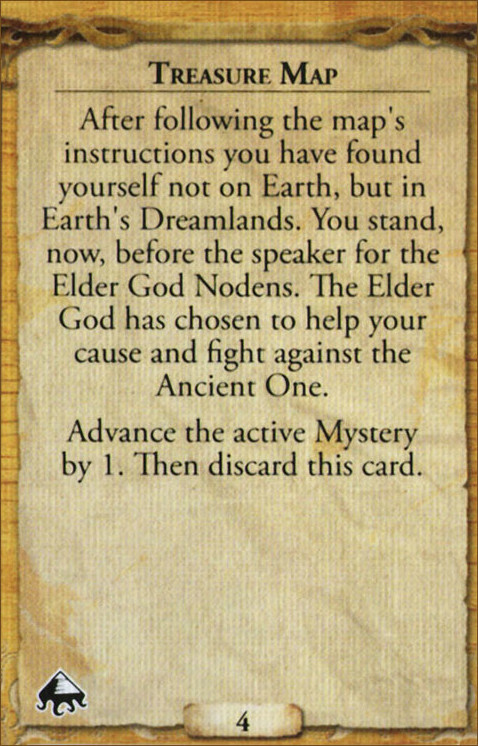 Treasure Map
After following the map's
instructions you have found
yourself not on Earth, but in
Earth's Dreamlands. You stand,
now, before the speaker for the
Elder God Nodens. The Elder
God has chosen to help your
cause and fight against the
Ancient One.
Advance the active Mystery
by 1. Then discard this card.
4